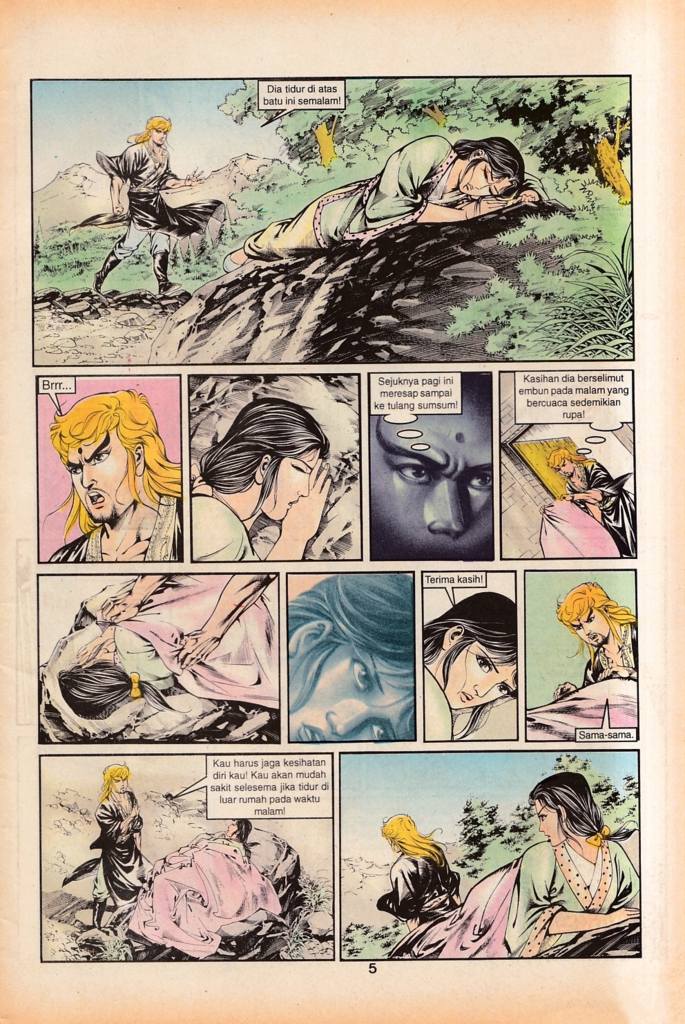 Dia tidur di atas
batu ini semalam!
Brrr...
Sejuknya pagi ini
meresap sampai
ke tulang sumsum!
Kasihan dia berselimut
embun pada malam yang
bercuaca sedemikian
rupa!
Terima kasih!
Sama-sama.
Kau harus jaga kesihatan
diri kau! Kau akan mudah
sakit selesema jika tidur di
luar rumah pada waktu
malam!
5